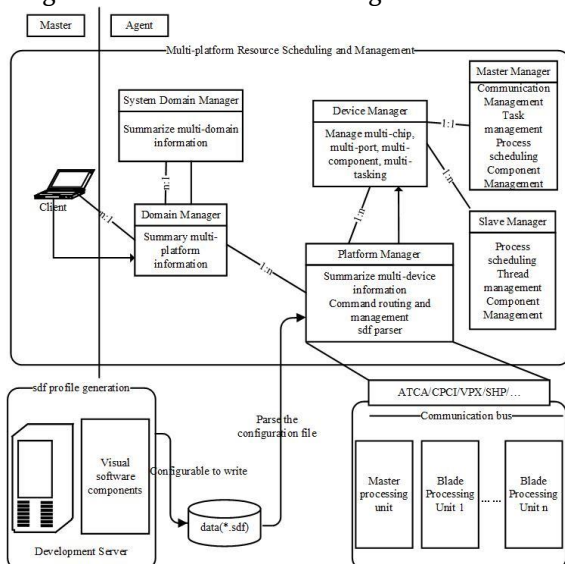 Master
Agent
Multi-platform Resource Scheduling and Management
System Domain Manager
Summarize multi-domain
information
Device Manager
Manage multi-chip,
multi-port, multi-
component, multi-
tasking
Master Manager
Communication
Management
Task
management
Process
scheduling
Component
Management
1:1
1:n
n:1
Client
n:1
Domain Manager
Summary multi-
platform
information
1:n
1:n
Platform Manager
Summarize multi-device
information
Command routing and
management
sdf parser
Slave Manager
Process
scheduling
Thread
management
Component
Management
sdf profile generation
Visual
software
components
Development Server
Configurable to write
data(*.sdf)
Parse the
configuration file
ATCA/CPCI/VPX/SHP/…
Communication bus
Master
processing
unit
Blade
Processing
Unit 1
... ...
Blade
Processing
Unit n